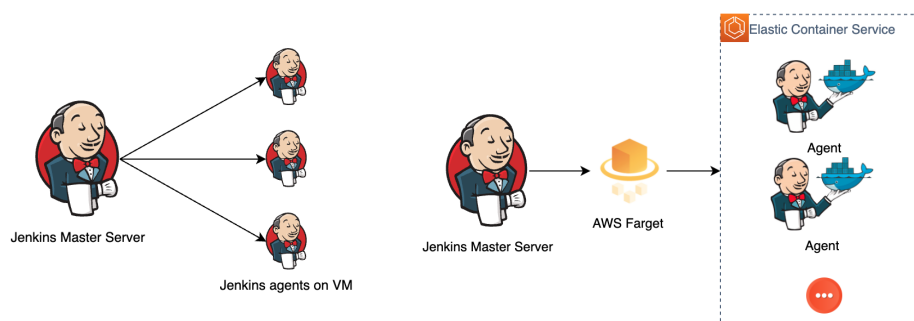 Jenkins Master Server
Jenkins agents on VM
Jenkins Master Server
AWS Farget
Elastic Container Service
Agent
Agent